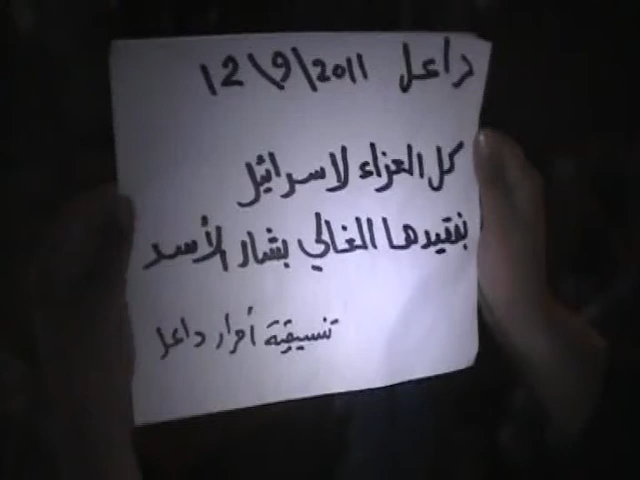 داعل 12\9\2011
كل العزاء لاسرائيل
بفقيدها الغالي بشار الأسد
تنسيقية أحرار داعل